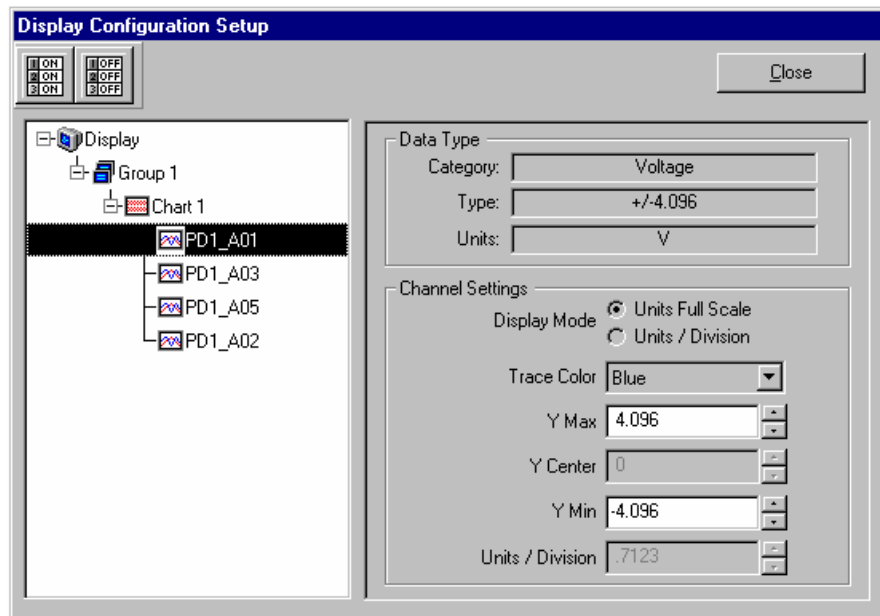 Display Configuration Setup
1 ON
2 ON
3 ON
1 OFF
2 OFF
3 OFF
Close
Display
Group 1
Chart 1
PD1_A01
PD1_A03
PD1_A05
PD1_A02
Data Type
Category: Voltage
Type: +/-4.096
Units: V
Channel Settings
Display Mode
Units Full Scale
Units / Division
Trace Color Blue
Y Max 4.096
Y Center 0
Y Min -4.096
Units / Division .7123